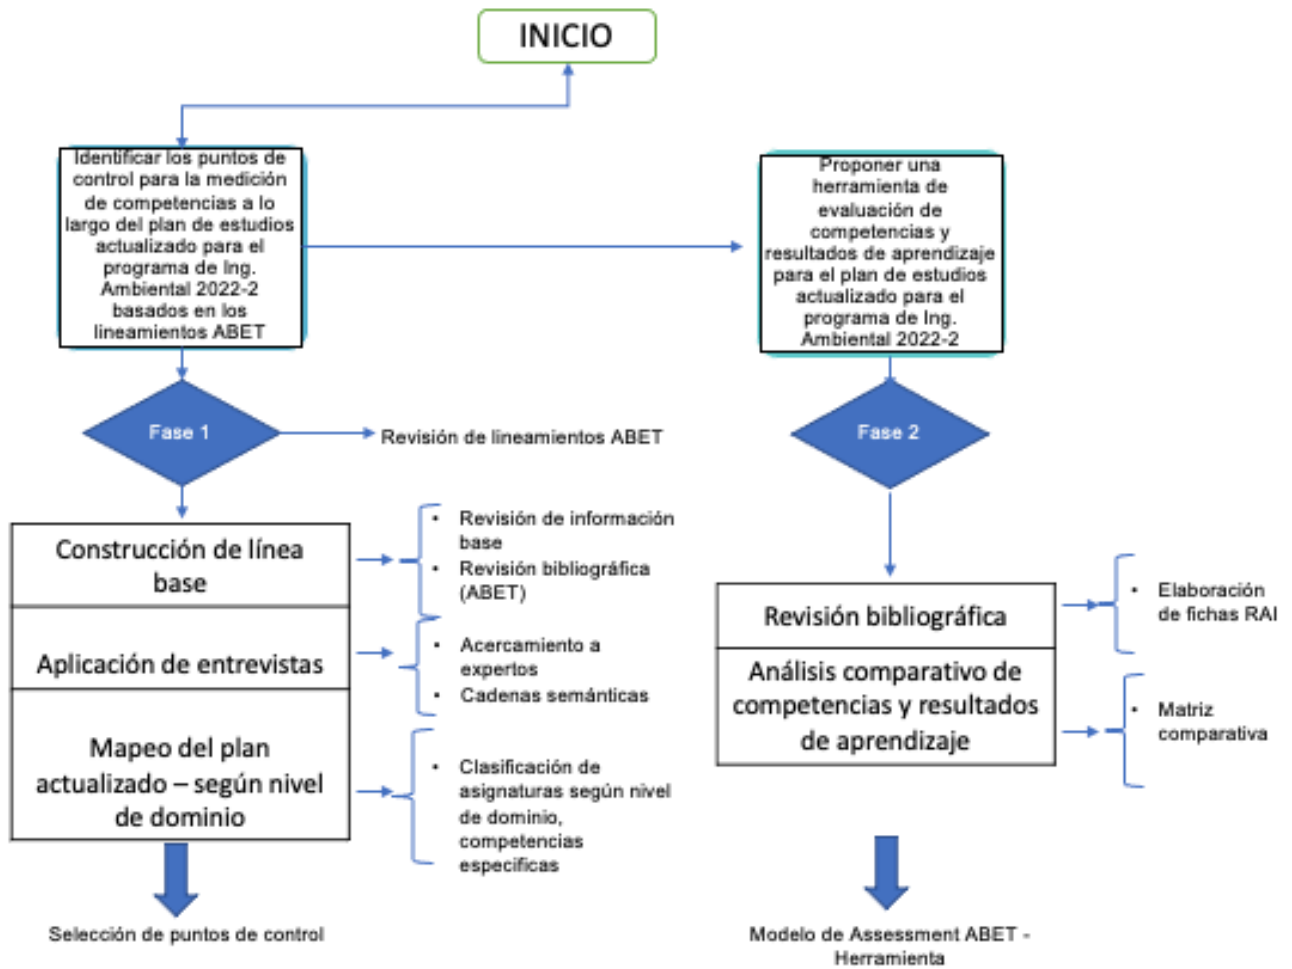 INICIO
Identificar los puntos de
control para la medición
de competencias a lo
largo del plan de estudios
actualizado para el
programa de Ing.
Ambiental 2022-2
basados en los
lineamientos ABET
Proponer una
herramienta de
evaluación de
competencias y
resultados de aprendizaje
para el plan de estudios
actualizado para el
programa de Ing.
Ambiental 2022-2
Fase 1
Revisión de lineamientos ABET
Fase 2
Construcción de línea
base
• Revisión de información
base
• Revisión bibliográfica
(ABET)
Aplicación de entrevistas
• Acercamiento a
expertos
• Cadenas semánticas
Mapeo del plan
actualizado – según nivel
de dominio
• Clasificación de
asignaturas según nivel
de dominio,
competencias
especificas
Selección de puntos de control
Revisión bibliográfica
• Elaboración
de fichas RAI
Análisis comparativo de
competencias y resultados
de aprendizaje
• Matriz
comparativa
Modelo de Assessment ABET -
Herramienta